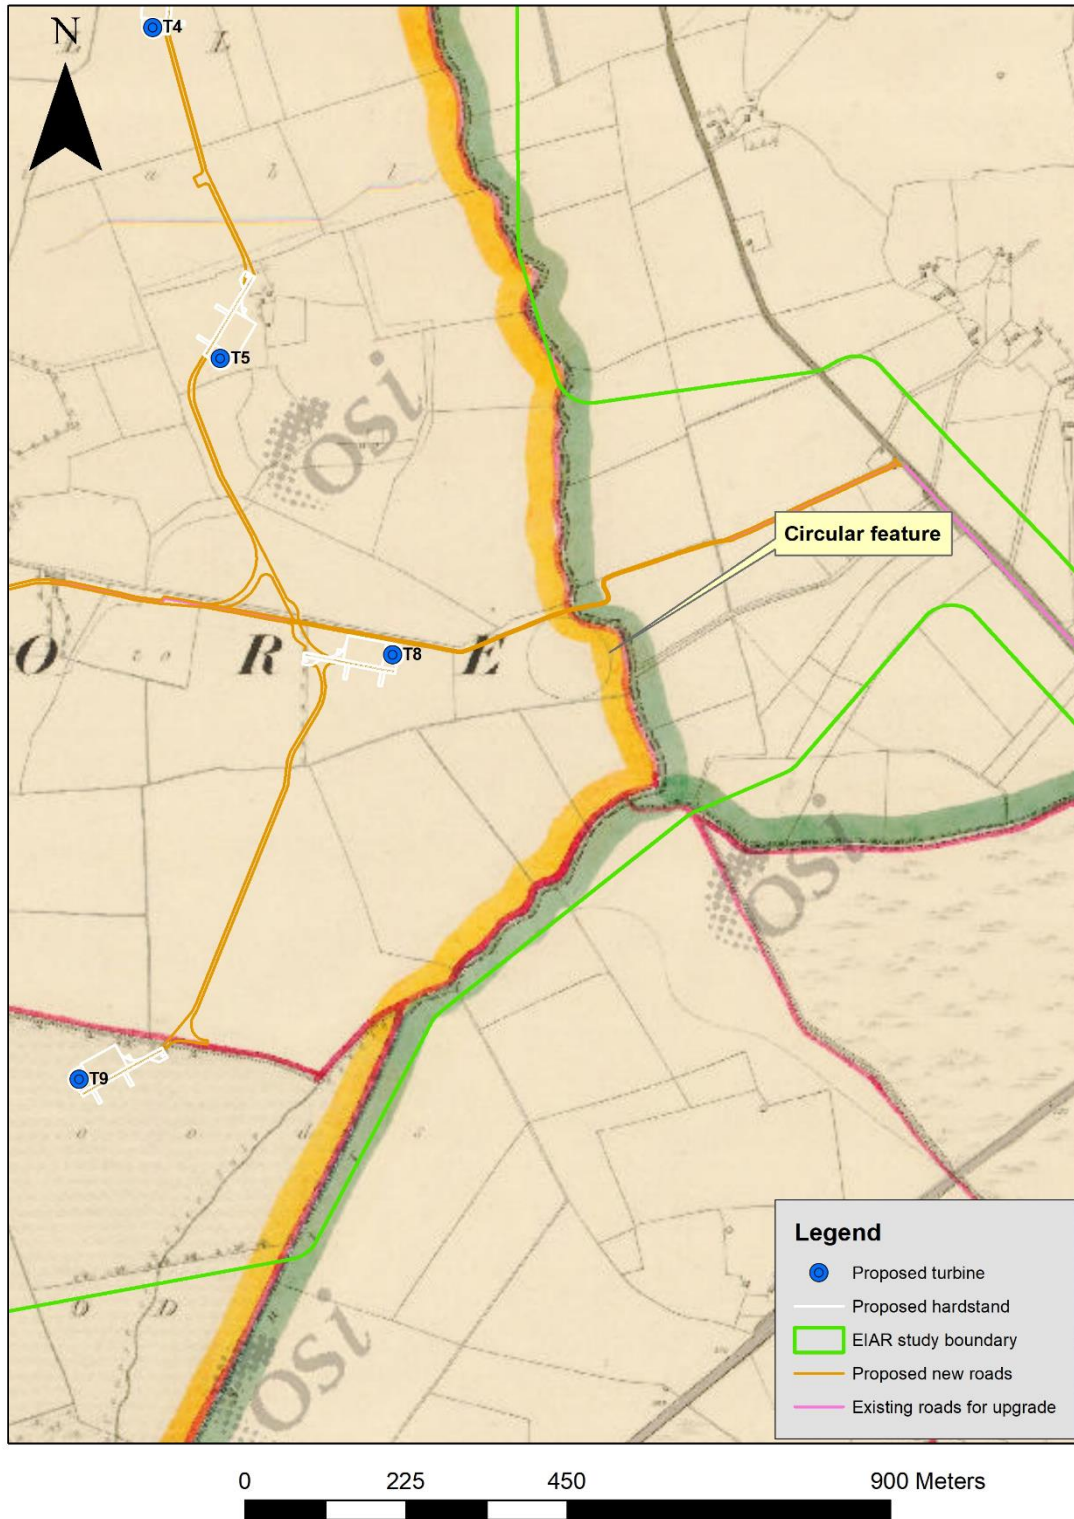 N
T4
L L
a b l
T5
OSi
Circular feature
O R E
T8
OSi
T9
o o d s
O D
OSi
Legend
Proposed turbine
Proposed hardstand
EIAR study boundary
Proposed new roads
Existing roads for upgrade
0 225 450 900 Meters